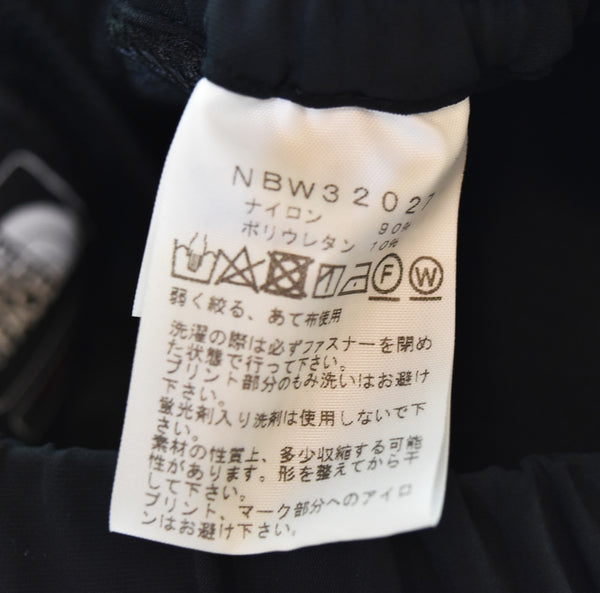 NBW32027
ナイロン 90%
ポリウレタン 10%
F W
弱く絞る、あて布使用
洗濯の際は必ずファスナーを閉め
た状態で行って下さい。
プリント部分のもみ洗いはお避け
下さい。
蛍光剤入り洗剤は使用しないで下
さい。
素材の性質上、多少収縮する可能
性があります。形を整えてから干
して下さい。
プリント、マーク部分へのアイロ
ンはお避け下さい。